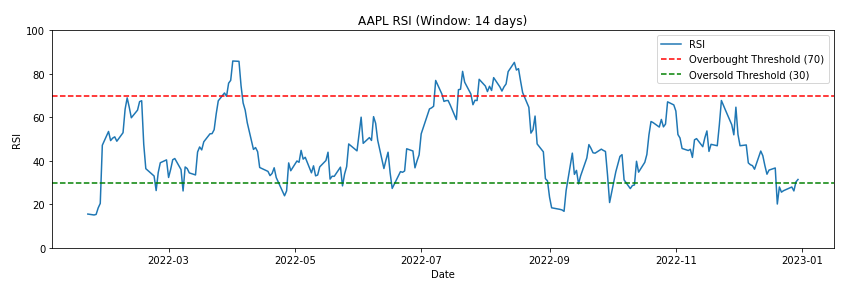 AAPL RSI (Window: 14 days)
RSI
Overbought Threshold (70)
Oversold Threshold (30)
100
80
60
40
20
0
RSI
2022-03
2022-05
2022-07
2022-09
2022-11
2023-01
Date